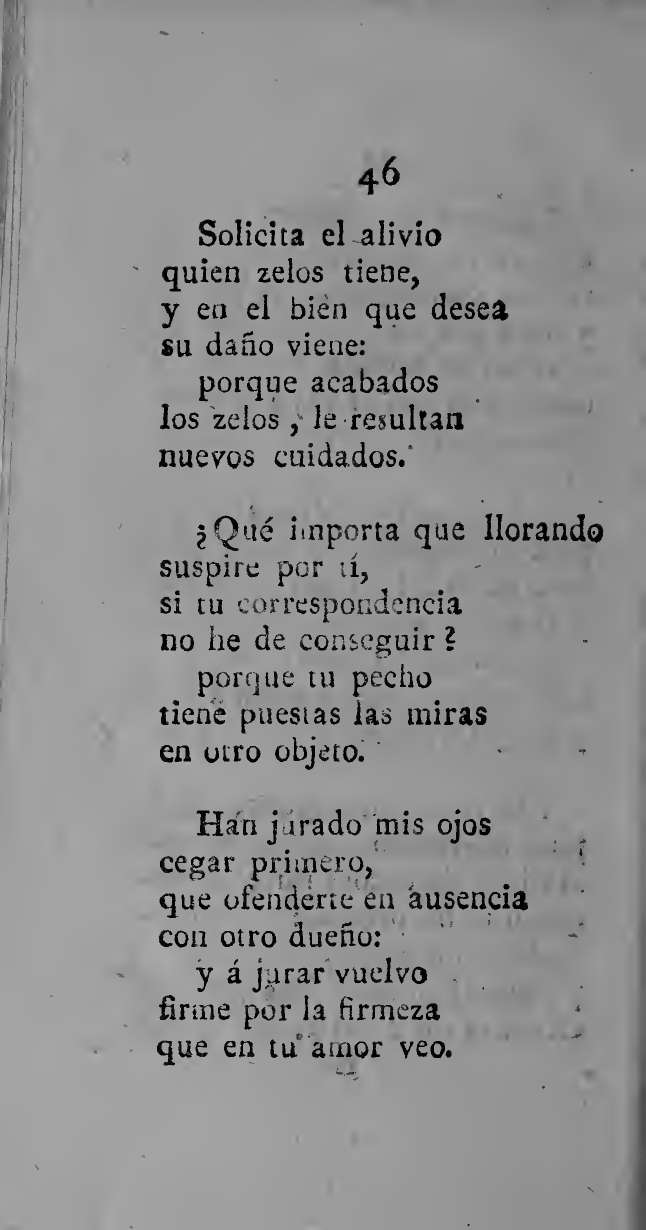 46
Solicita el alivio
quien zelos tiene,
y en el bien que desea
su daño viene:
porque acabados
los zelos, le resultan
nuevos cuidados.
¿Qué importa que llorando
suspire por tí,
si tu correspondencia
no he de conseguir?
porque tu pecho
tiene puestas las miras
en otro objeto.
Han jurado mis ojos
cegar primero,
que ofenderte en ausencia
con otro dueño:
y á jurar vuelvo
firme por la firmeza
que en tu amor veo.